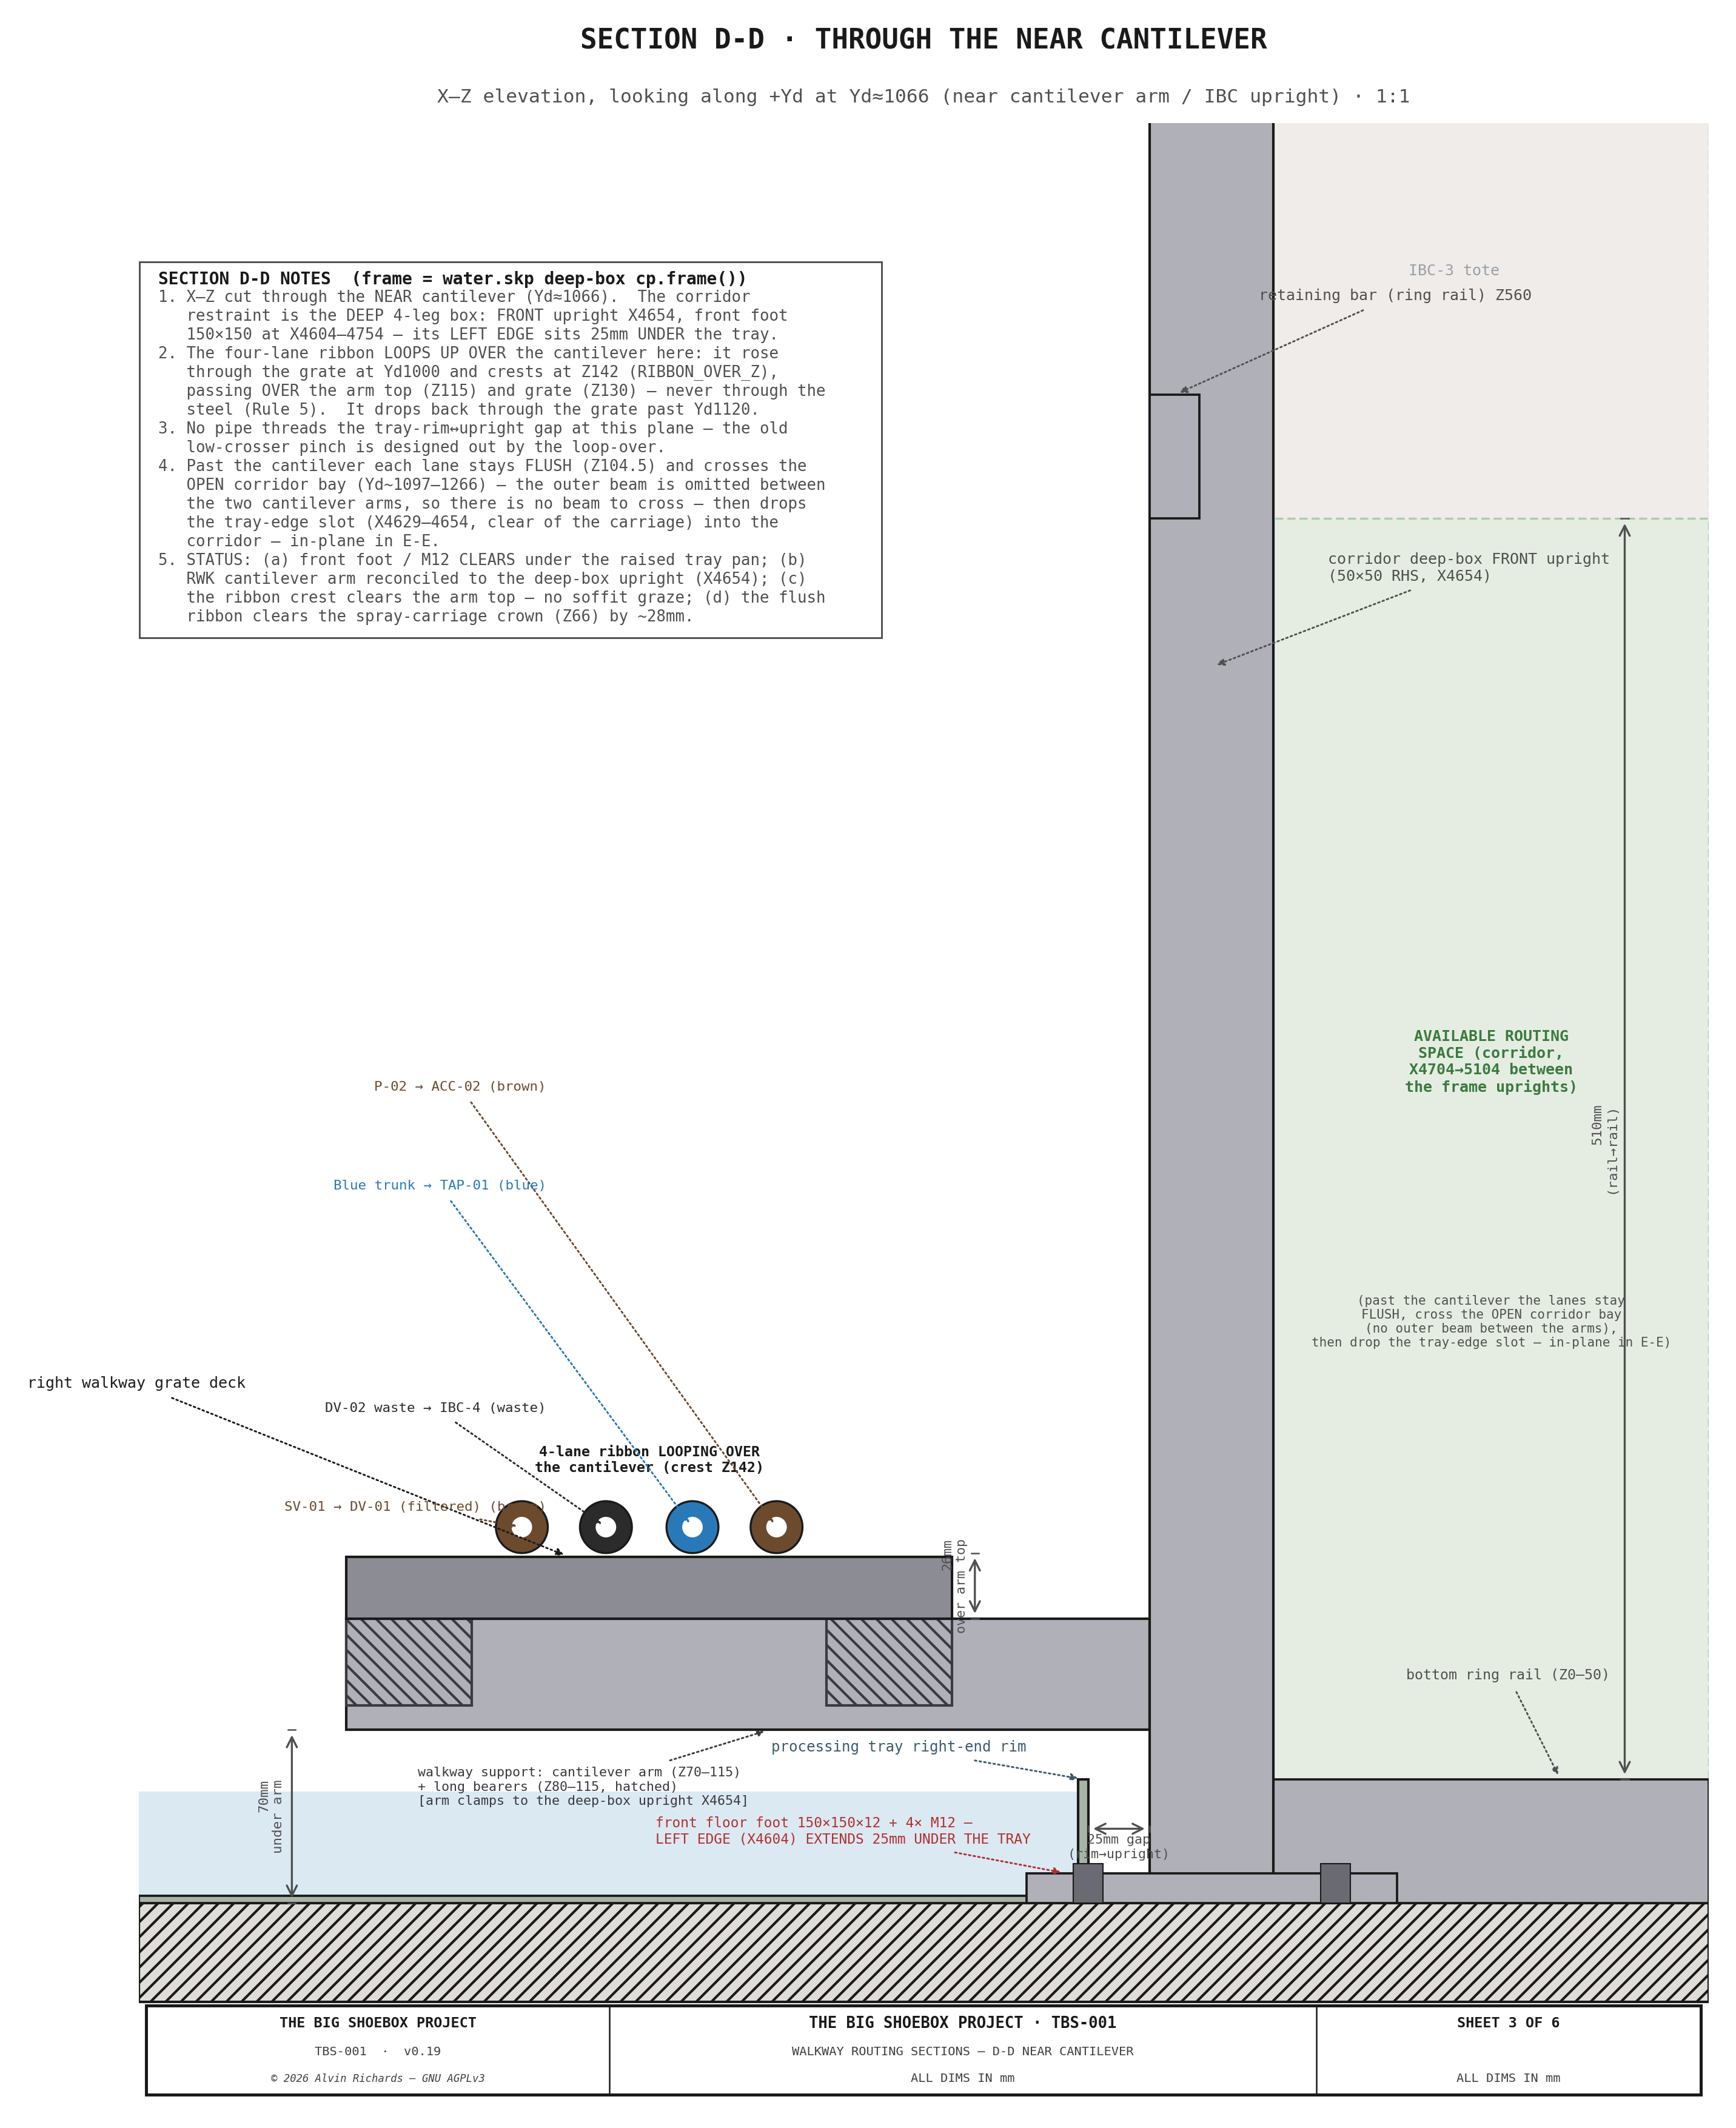 SECTION D-D · THROUGH THE NEAR CANTILEVER
X–Z elevation, looking along +Yd at Yd≈1066 (near cantilever arm / IBC upright) · 1:1
SECTION D-D NOTES (frame = water.skp deep-box cp.frame())
1. X–Z cut through the NEAR cantilever (Yd≈1066). The corridor
restraint is the DEEP 4-leg box: FRONT upright X4654, front foot
150×150 at X4604–4754 — its LEFT EDGE sits 25mm UNDER the tray.
2. The four-lane ribbon LOOPS UP OVER the cantilever here: it rose
through the grate at Yd1000 and crests at Z142 (RIBBON_OVER_Z),
passing OVER the arm top (Z115) and grate (Z130) — never through the
steel (Rule 5). It drops back through the grate past Yd1120.
3. No pipe threads the tray-rim↔upright gap at this plane — the old
low-crosser pinch is designed out by the loop-over.
4. Past the cantilever each lane stays FLUSH (Z104.5) and crosses the
OPEN corridor bay (Yd~1097–1266) — the outer beam is omitted between
the two cantilever arms, so there is no beam to cross — then drops
the tray-edge slot (X4629–4654, clear of the carriage) into the
corridor — in-plane in E-E.
5. STATUS: (a) front foot / M12 CLEARS under the raised tray pan; (b)
RWK cantilever arm reconciled to the deep-box upright (X4654); (c)
the ribbon crest clears the arm top — no soffit graze; (d) the flush
ribbon clears the spray-carriage crown (Z66) by ~28mm.
IBC-3 tote
retaining bar (ring rail) Z560
corridor deep-box FRONT upright
(50×50 RHS, X4654)
AVAILABLE ROUTING
SPACE (corridor,
X4704→5104 between
the frame uprights)
510mm
(rail→rail)
(past the cantilever the lanes stay
FLUSH, cross the OPEN corridor bay
(no outer beam between the arms),
then drop the tray-edge slot — in-plane in E-E)
P-02 → ACC-02 (brown)
Blue trunk → TAP-01 (blue)
right walkway grate deck
DV-02 waste → IBC-4 (waste)
4-lane ribbon LOOPING OVER
the cantilever (crest Z142)
SV-01 → DV-01 (filtered)
26mm
over arm top
bottom ring rail (Z0–50)
processing tray right-end rim
walkway support: cantilever arm (Z70–115)
+ long bearers (Z80–115, hatched)
[arm clamps to the deep-box upright X4654]
70mm
under arm
front floor foot 150×150×12 + 4× M12 —
LEFT EDGE (X4604) EXTENDS 25mm UNDER THE TRAY
25mm gap
(rim→upright)
THE BIG SHOEBOX PROJECT
TBS-001 · v0.19
© 2026 Alvin Richards — GNU AGPLv3
THE BIG SHOEBOX PROJECT · TBS-001
WALKWAY ROUTING SECTIONS — D-D NEAR CANTILEVER
ALL DIMS IN mm
SHEET 3 OF 6
ALL DIMS IN mm